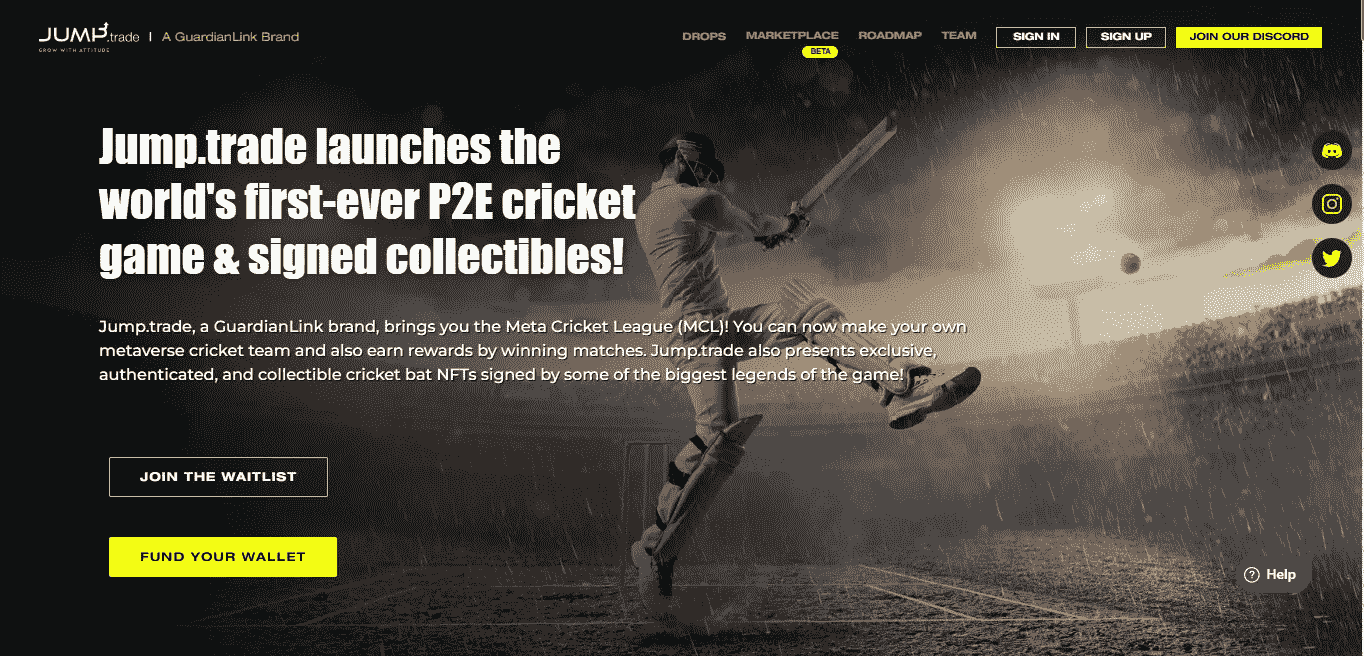 JUMP.trade | A GuardianLink Brand
GROW WITH ATTITUDE
DROPS MARKETPLACE ROADMAP TEAM SIGN IN SIGN UP JOIN OUR DISCORD
BETA
Jump.trade launches the
world's first-ever P2E cricket
game & signed collectibles!
Jump.trade, a GuardianLink brand, brings you the Meta Cricket League (MCL)! You can now make your own
metaverse cricket team and also earn rewards by winning matches. Jump.trade also presents exclusive,
authenticated, and collectible cricket bat NFTs signed by some of the biggest legends of the game!
JOIN THE WAITLIST
FUND YOUR WALLET
? Help